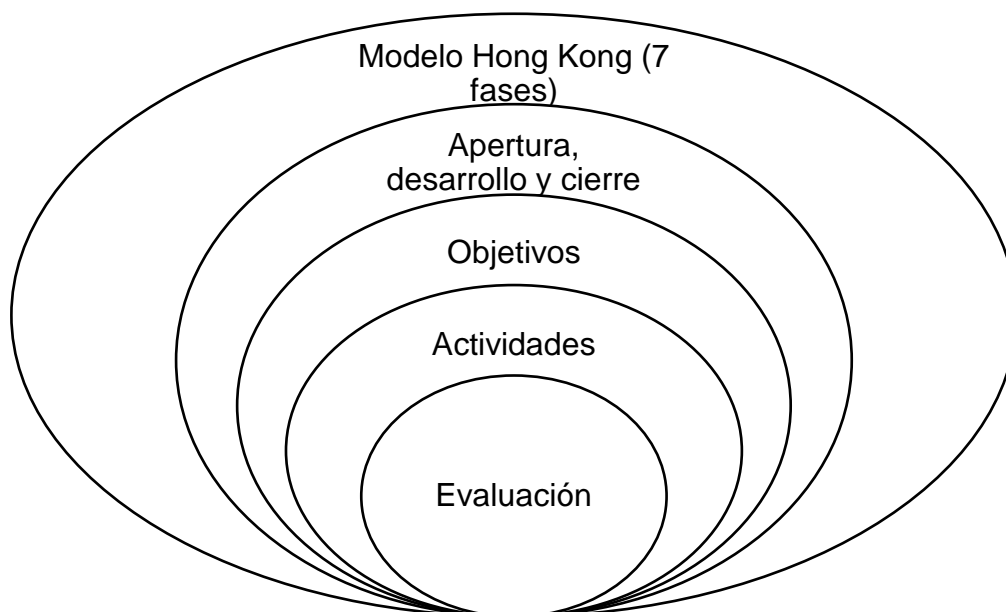 Modelo Hong Kong (7
fases)
Apertura,
desarrollo y cierre
Objetivos
Actividades
Evaluación